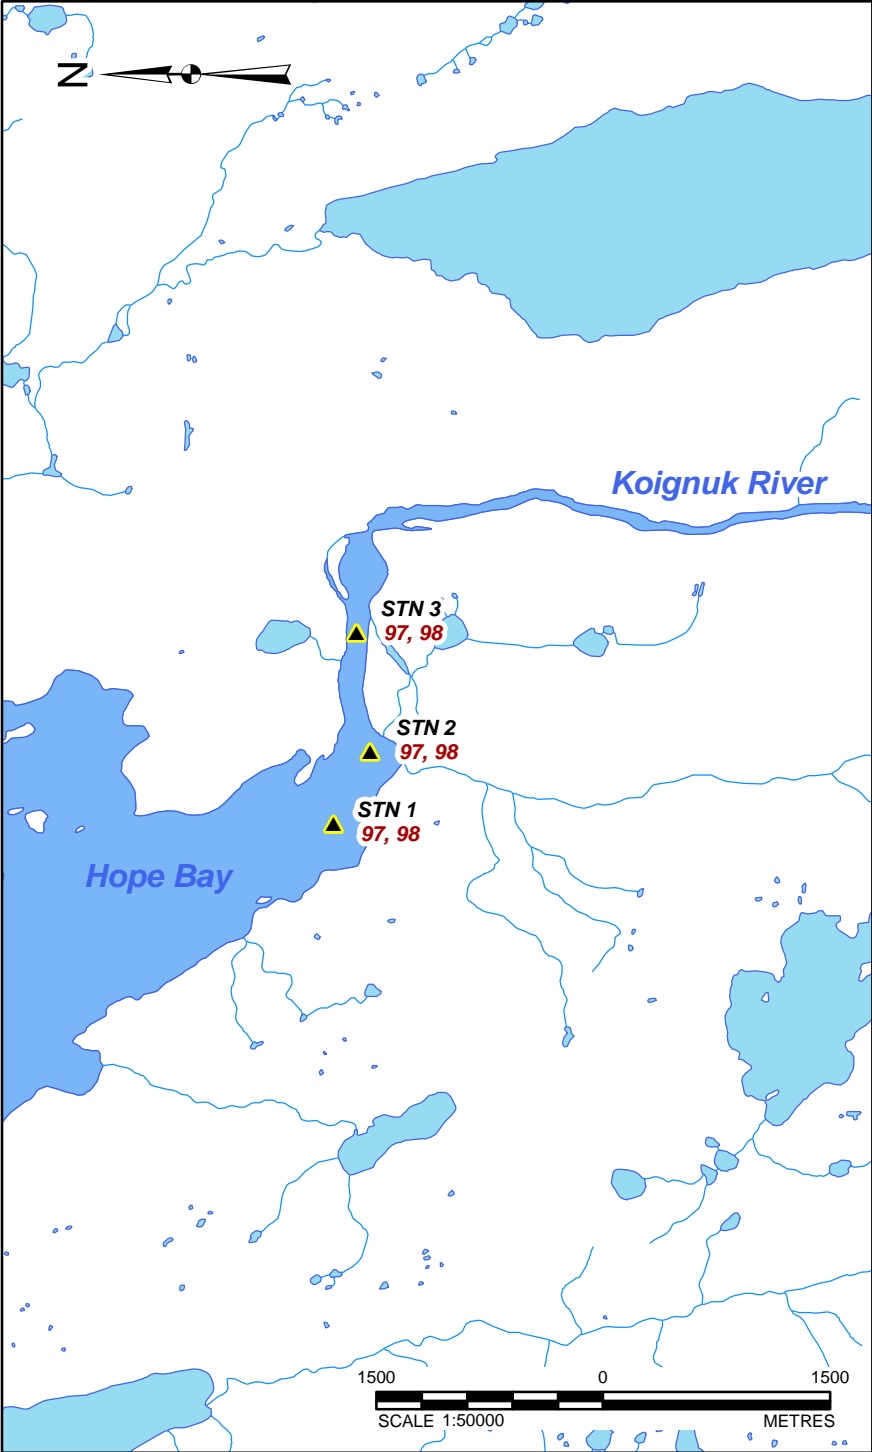 N
Koignuk River
STN 3
97, 98
STN 2
97, 98
STN 1
97, 98
Hope Bay
1500 0 1500
SCALE 1:50000 METRES